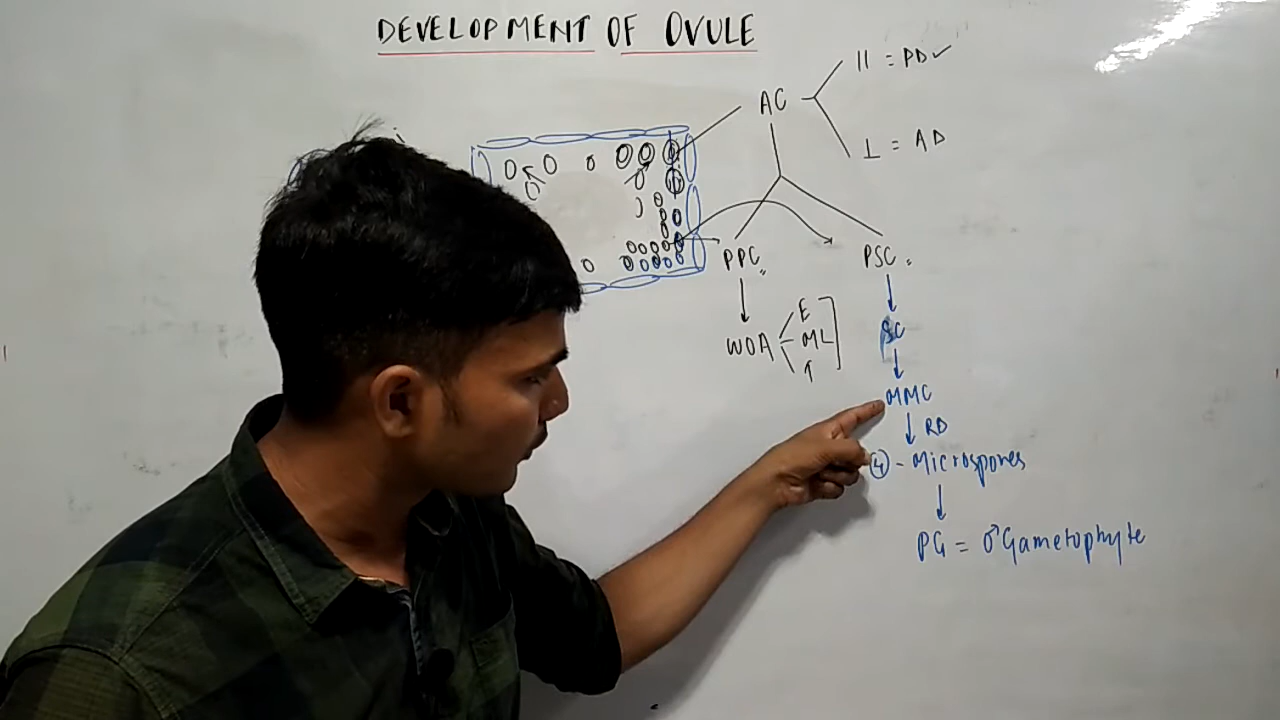 DEVELOPMENT OF OVULE
|| = PD ✓
AC
⊥ = AD
PPC,,
PSC,,
E
WOA ML
T
SC
MMC
RD
④ - Microspores
PG = ♂Gametophyte